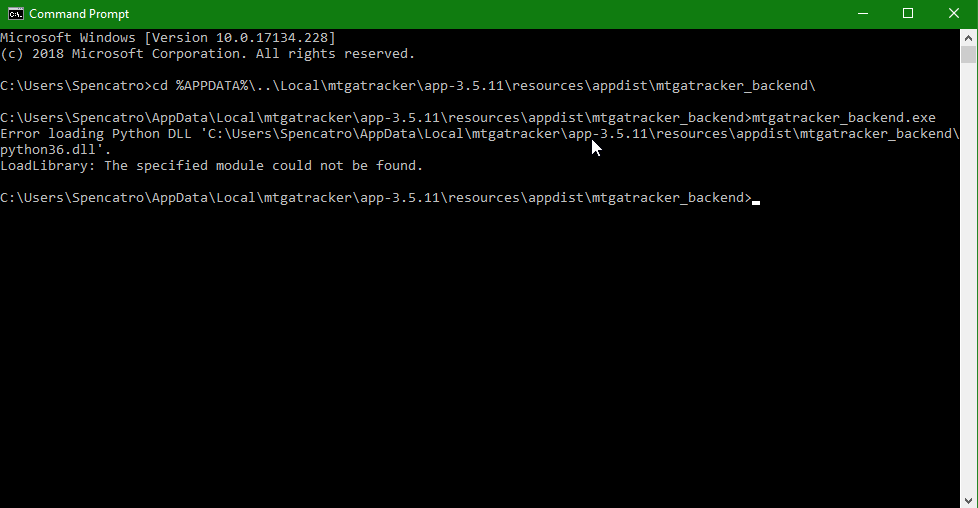 Command Prompt
Microsoft Windows [Version 10.0.17134.228]
(c) 2018 Microsoft Corporation. All rights reserved.
C:\Users\Spencatro>cd %APPDATA%\..\Local\mtgatracker\app-3.5.11\resources\appdist\mtgatracker_backend\
C:\Users\Spencatro\AppData\Local\mtgatracker\app-3.5.11\resources\appdist\mtgatracker_backend>mtgatracker_backend.exe
Error loading Python DLL 'C:\Users\Spencatro\AppData\Local\mtgatracker\app-3.5.11\resources\appdist\mtgatracker_backend\
python36.dll'.
LoadLibrary: The specified module could not be found.
C:\Users\Spencatro\AppData\Local\mtgatracker\app-3.5.11\resources\appdist\mtgatracker_backend>